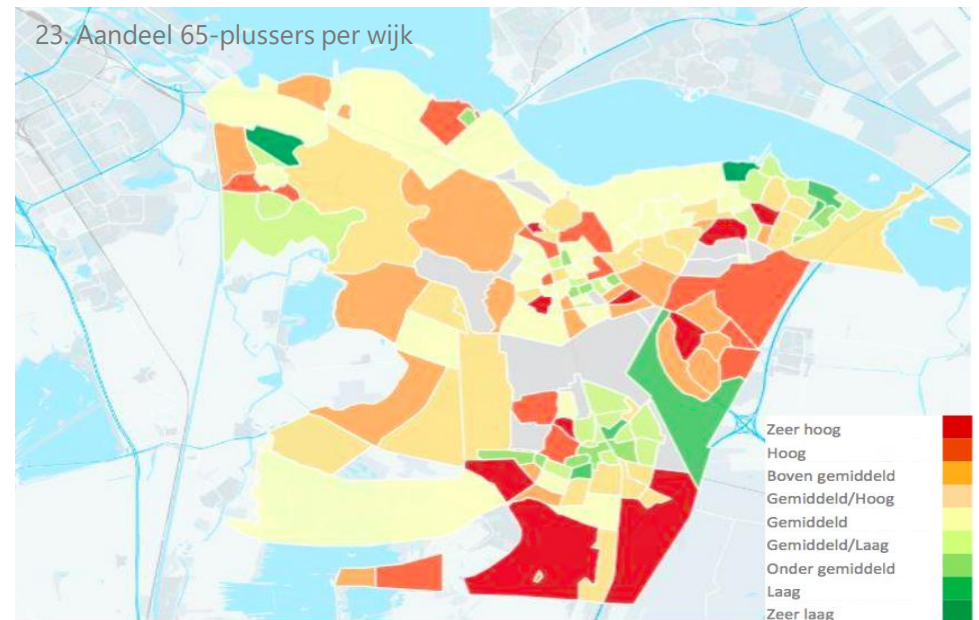 23. Aandeel 65-plussers per wijk
Zeer hoog
Hoog
Boven gemiddeld
Gemiddeld/Hoog
Gemiddeld
Gemiddeld/Laag
Onder gemiddeld
Laag
Zeer laag